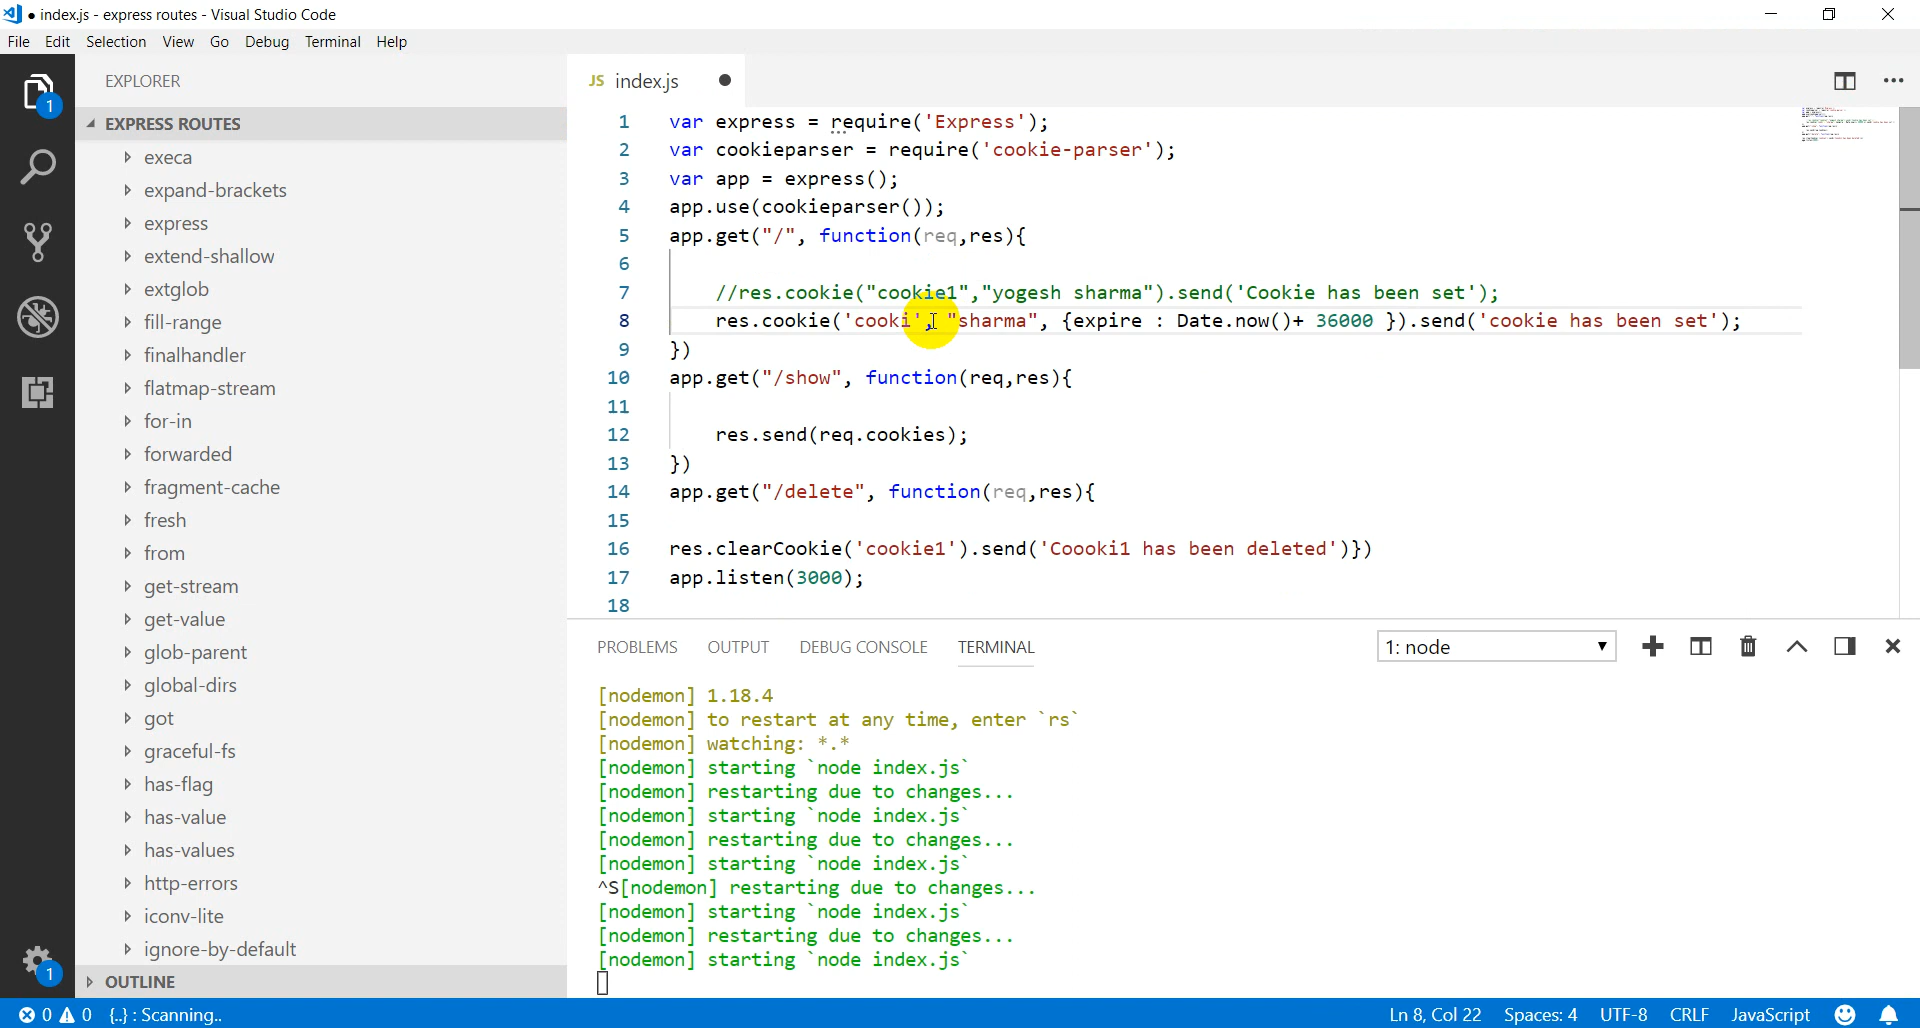 ● index.js - express routes - Visual Studio Code
File Edit Selection View Go Debug Terminal Help
1
1
EXPLORER
EXPRESS ROUTES
execa
expand-brackets
express
extend-shallow
extglob
fill-range
finalhandler
flatmap-stream
for-in
forwarded
fragment-cache
fresh
from
get-stream
get-value
glob-parent
global-dirs
got
graceful-fs
has-flag
has-value
has-values
http-errors
iconv-lite
ignore-by-default
OUTLINE
JS index.js ●
1 var express = require('Express');
2 var cookieparser = require('cookie-parser');
3 var app = express();
4 app.use(cookieparser());
5 app.get("/", function(req,res){
6
7 //res.cookie("cookie1","yogesh sharma").send('Cookie has been set');
8 res.cookie('cooki', "sharma", {expire : Date.now()+ 36000 }).send('cookie has been set');
9 })
10 app.get("/show", function(req,res){
11
12 res.send(req.cookies);
13 })
14 app.get("/delete", function(req,res){
15
16 res.clearCookie('cookie1').send('Coooki1 has been deleted')})
17 app.listen(3000);
18
PROBLEMS OUTPUT DEBUG CONSOLE TERMINAL 1: node
[nodemon] 1.18.4
[nodemon] to restart at any time, enter `rs`
[nodemon] watching: *.*
[nodemon] starting `node index.js`
[nodemon] restarting due to changes...
[nodemon] starting `node index.js`
[nodemon] restarting due to changes...
[nodemon] starting `node index.js`
^S[nodemon] restarting due to changes...
[nodemon] starting `node index.js`
[nodemon] restarting due to changes...
[nodemon] starting `node index.js`
0 0 {..} : Scanning.. Ln 8, Col 22 Spaces: 4 UTF-8 CRLF JavaScript